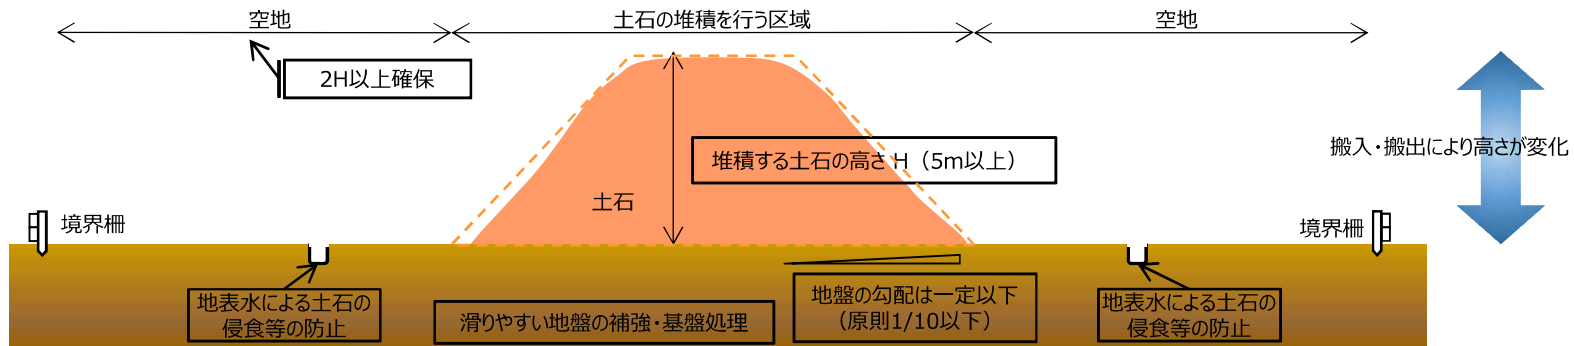 空地
土石の堆積を行う区域
空地
2H以上確保
堆積する土石の高さ H（5m以上）
搬入・搬出により高さが変化
土石
境界柵
境界柵
地表水による土石の
侵食等の防止
滑りやすい地盤の補強・基盤処理
地盤の勾配は一定以下
（原則1/10以下）
地表水による土石の
侵食等の防止